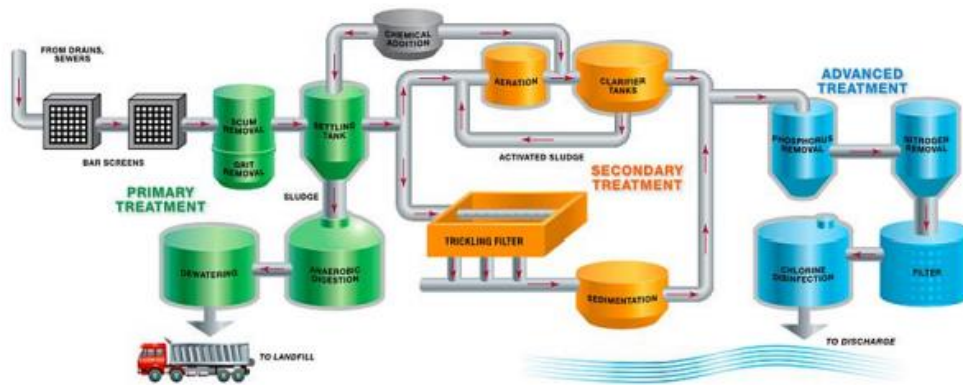 FROM DRAINS,
SEWERS
BAR SCREENS
SCUM
REMOVAL
GRIT
REMOVAL
SETTLING
TANK
CHEMICAL
ADDITION
AERATION
CLARIFIER
TANKS
ACTIVATED SLUDGE
SLUDGE
PRIMARY
TREATMENT
SECONDARY
TREATMENT
ADVANCED
TREATMENT
PHOSPHORUS
REMOVAL
NITROGEN
REMOVAL
DEWATERING
ANAEROBIC
DIGESTION
TRICKLING FILTER
SEDIMENTATION
CHLORINE
DISINFECTION
FILTER
TO LANDFILL
TO DISCHARGE